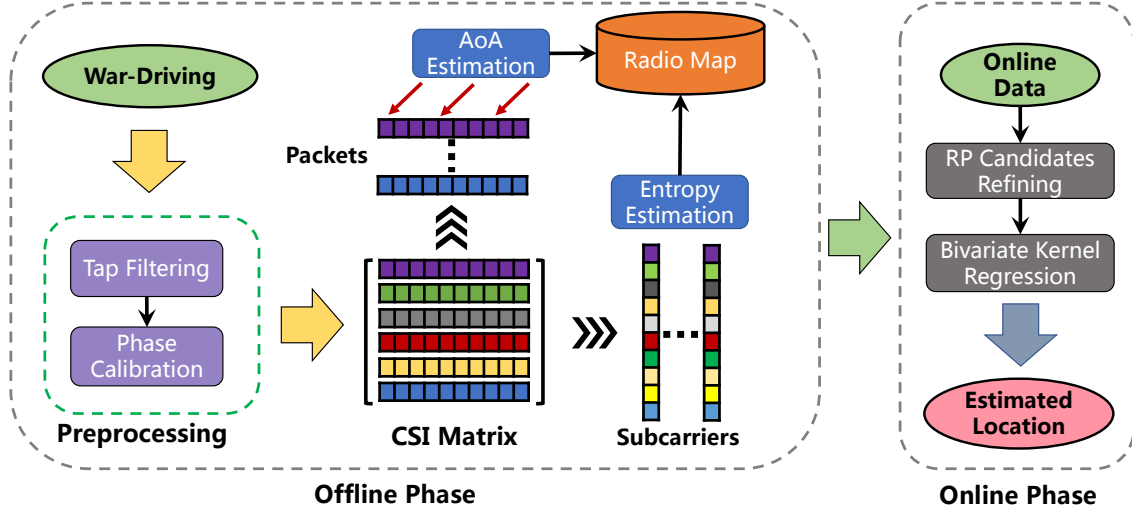 War-Driving
Tap Filtering
Phase
Calibration
Preprocessing
AoA
Estimation
Radio Map
Packets
Entropy
Estimation
CSI Matrix
Subcarriers
Offline Phase
Online
Data
RP Candidates
Refining
Bivariate Kernel
Regression
Estimated
Location
Online Phase